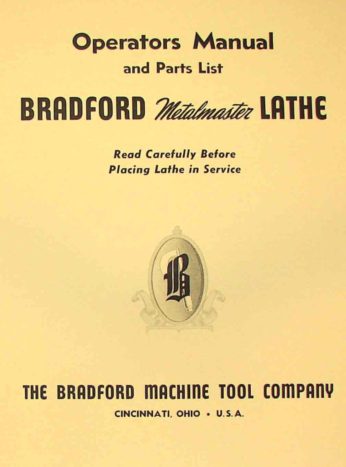 Operators Manual
and Parts List
BRADFORD Metalmaster LATHE
Read Carefully Before
Placing Lathe in Service
B
THE BRADFORD MACHINE TOOL COMPANY
CINCINNATI, OHIO • U.S.A.